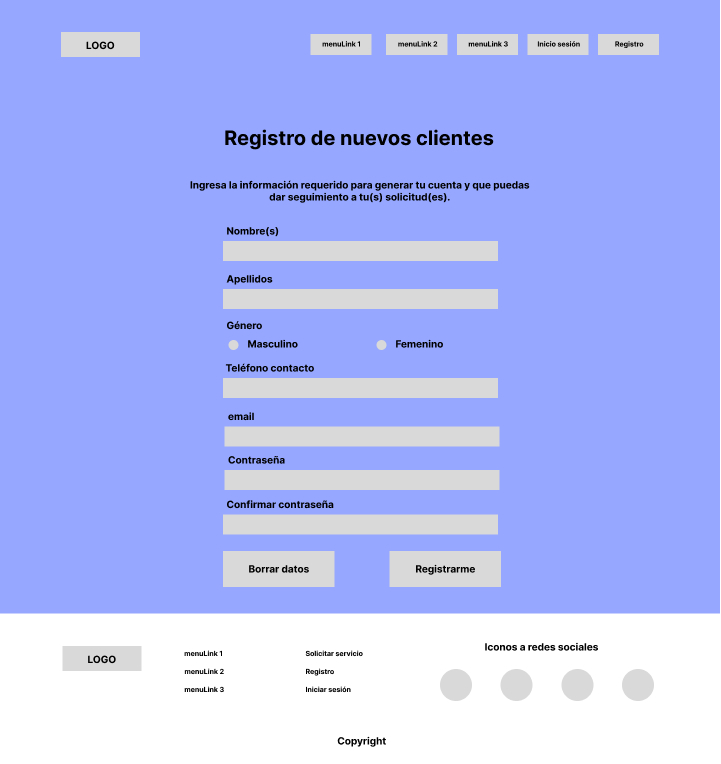 LOGO
menuLink 1
menuLink 2
menuLink 3
Inicio sesión
Registro
Registro de nuevos clientes
Ingresa la información requerido para generar tu cuenta y que puedas
dar seguimiento a tu(s) solicitud(es).
Nombre(s)
Apellidos
Género
Masculino
Femenino
Teléfono contacto
email
Contraseña
Confirmar contraseña
Borrar datos
Registrarme
LOGO
menuLink 1
menuLink 2
menuLink 3
Solicitar servicio
Registro
Iniciar sesión
Iconos a redes sociales
Copyright